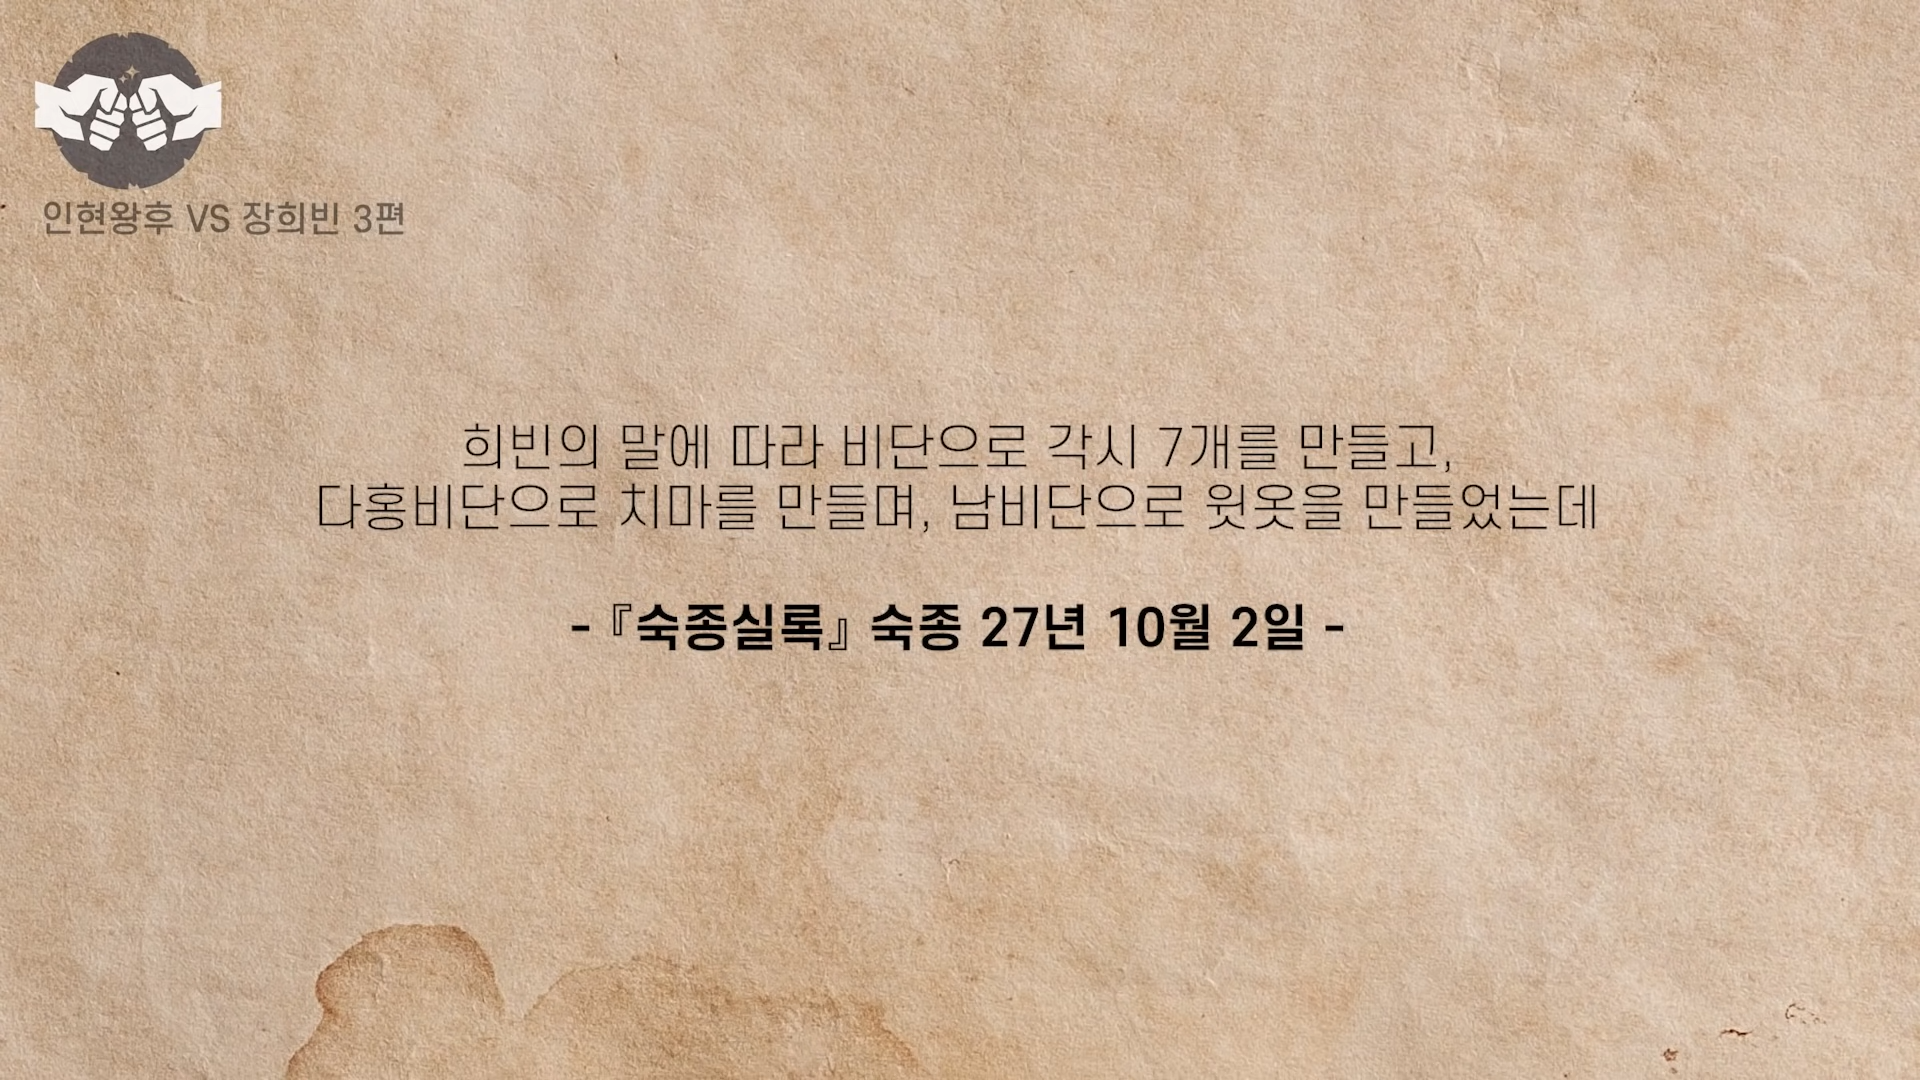 인현왕후 VS 장희빈 3편
희빈의 말에 따라 비단으로 각시 7개를 만들고,
다홍비단으로 치마를 만들며, 남비단으로 윗옷을 만들었는데
- 『숙종실록』 숙종 27년 10월 2일 -